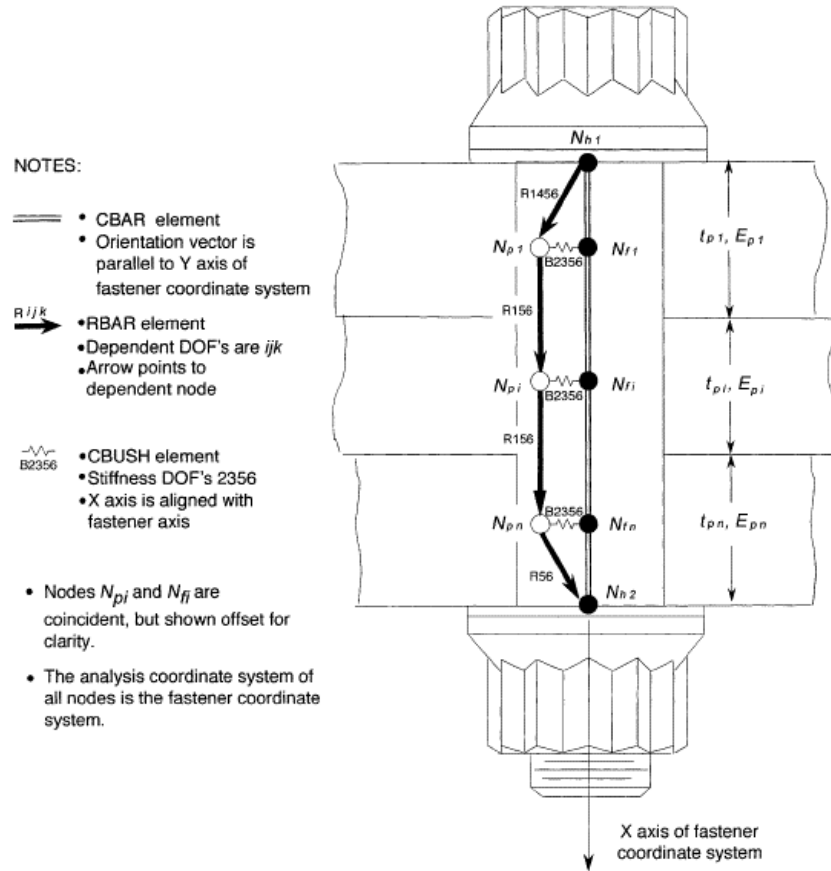 NOTES:
• CBAR element
• Orientation vector is
parallel to Y axis of
fastener coordinate system
R ijk
•RBAR element
•Dependent DOF's are ijk
•Arrow points to
dependent node
B2356
•CBUSH element
•Stiffness DOF's 2356
•X axis is aligned with
fastener axis
• Nodes Npi and Nfi are
coincident, but shown offset for
clarity.
• The analysis coordinate system of
all nodes is the fastener coordinate
system.
Nh1
R1456
Np1
B2356
Nf1
tp1, Ep1
R156
Npi
B2356
Nfi
tpi, Epi
R156
B2356
Npn
Nfn
tpn, Epn
R56
Nh2
X axis of fastener
coordinate system